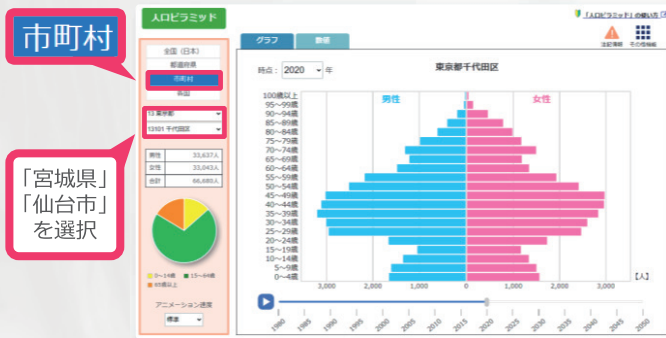 市町村
「宮城県」
「仙台市」
を選択
人口ピラミッド
全国(日本)
都道府県
市町村
13 東京都
13101 千代田区
男性 33,637人
女性 33,043人
合計 66,680人
0~14歳 15~64歳
65歳以上
アニメーション速度
標準
「人口ピラミッド」の使い方
グラフ 数値
注記情報 その他機能
時点: 2020 年
東京都千代田区
男性 女性
100歳以上
95~99歳
90~94歳
85~89歳
80~84歳
75~79歳
70~74歳
65~69歳
60~64歳
55~59歳
50~54歳
45~49歳
40~44歳
35~39歳
30~34歳
25~29歳
20~24歳
15~19歳
10~14歳
5~9歳
0~4歳
3,000 2,000 1,000 0 1,000 2,000 3,000
【人】
1980 1985 1990 1995 2000 2005 2010 2015 2020 2025 2030 2035 2040 2045 2050